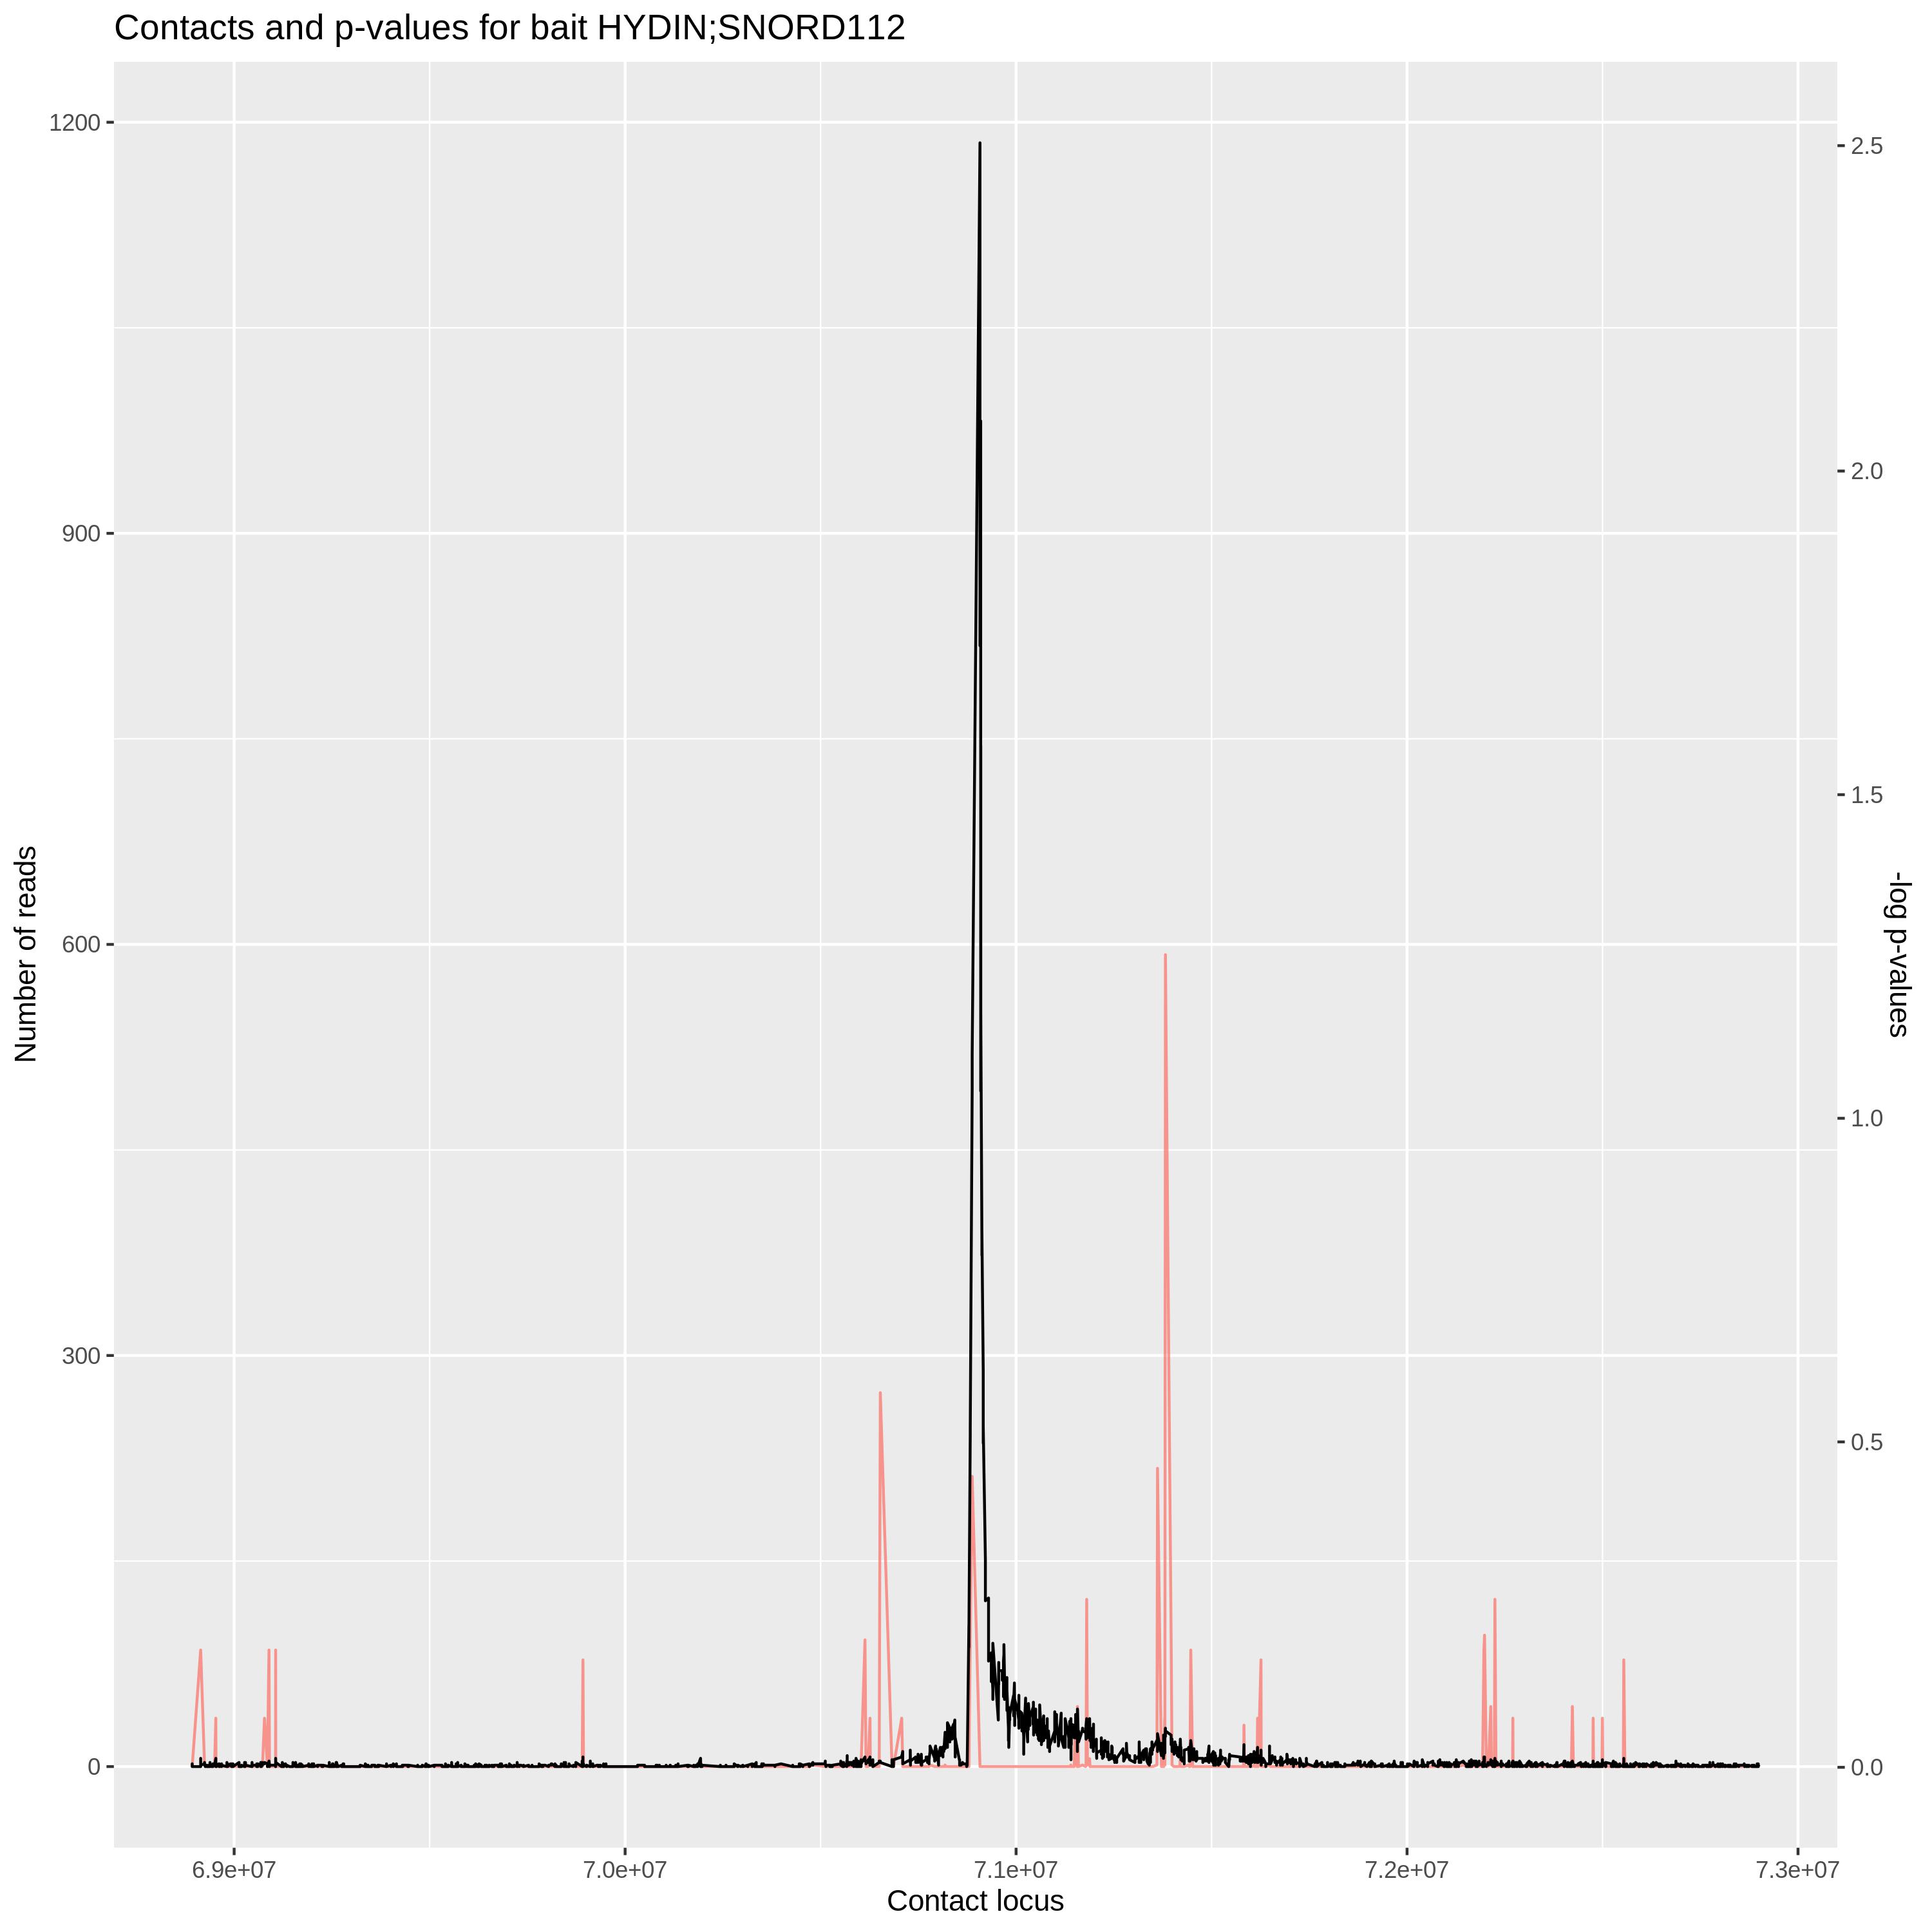 Contacts and p-values for bait HYDIN;SNORD112
1200
900
600
300
0
Number of reads
2.5
2.0
1.5
1.0
0.5
0.0
-log p-values
6.9e+07 7.0e+07 7.1e+07 7.2e+07 7.3e+07
Contact locus